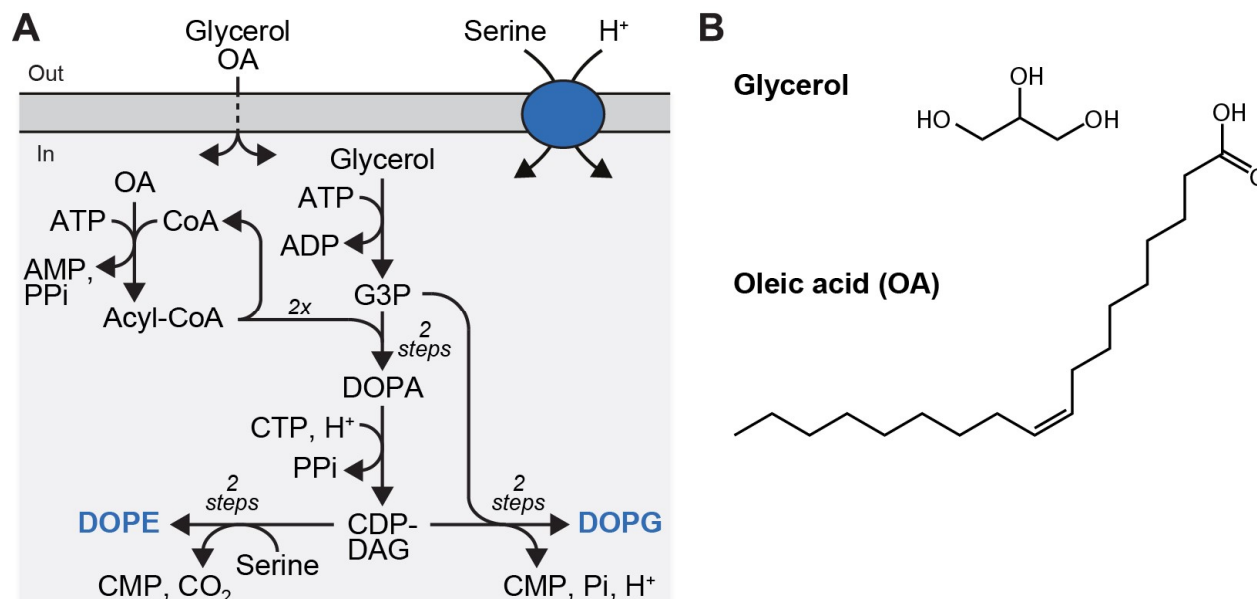 A
Glycerol
OA
Serine
H⁺
Out
In
OA
ATP
CoA
AMP,
PPi
Acyl-CoA
2x
Glycerol
ATP
ADP
G3P
2
steps
DOPA
CTP, H⁺
PPi
2
steps
2
steps
DOPE
CDP-
DAG
DOPG
Serine
CMP, CO₂
CMP, Pi, H⁺
B
Glycerol
OH
HO
OH
Oleic acid (OA)
OH